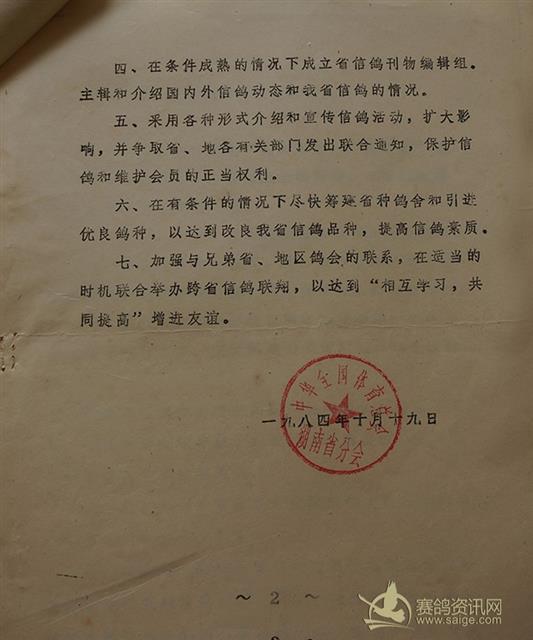 四、在条件成熟的情况下成立省信鸽刊物编辑组。
主辑和介绍国内外信鸽动态和我省信鸽的情况。
五、采用各种形式介绍和宣传信鸽活动，扩大影
响，并争取省、地各有关部门发出联合通知，保护信
鸽和维护会员的正当权利。
六、在有条件的情况下尽快筹建省种鸽舍和引进
优良鸽种，以达到改良我省信鸽品种，提高信鸽素质。
七、加强与兄弟省、地区鸽会的联系，在适当的
时机联合举办跨省信鸽联翔，以达到“相互学习，共
同提高”增进友谊。
中华全国体育总会
一九八四年十月十九日
湖南省分会
～ 2 ～
赛鸽资讯网
www.saige.com